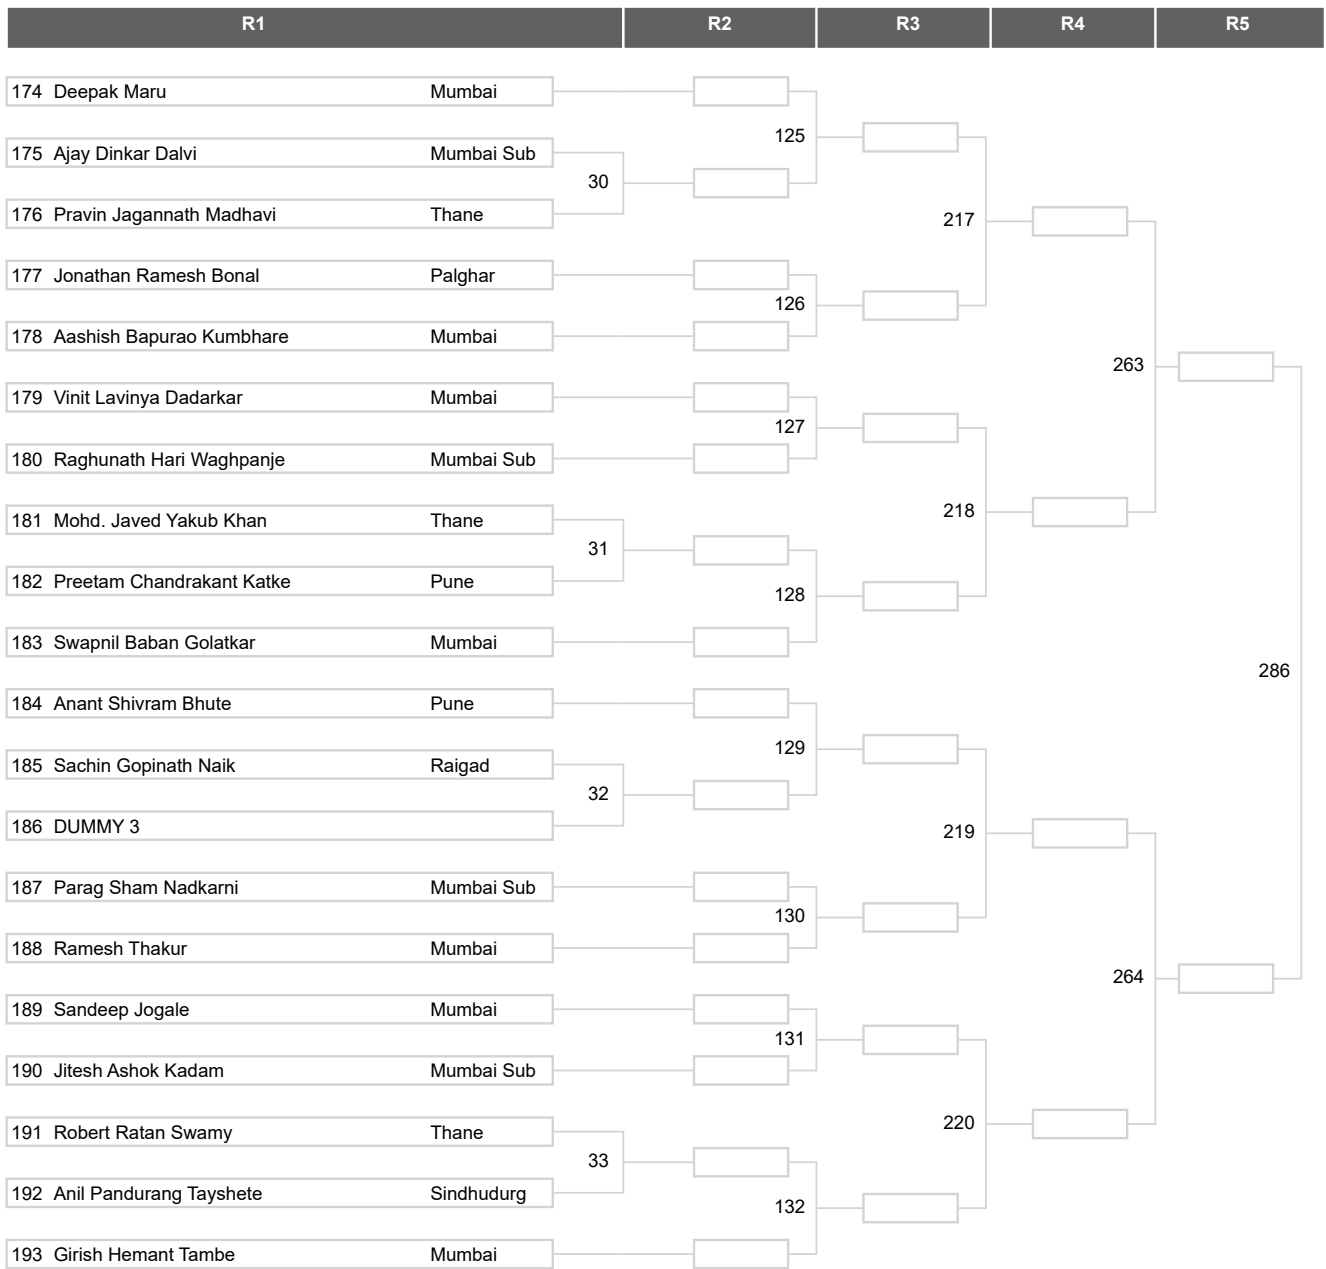 R1 R2 R3 R4 R5
174 Deepak Maru Mumbai
125
175 Ajay Dinkar Dalvi Mumbai Sub
30
176 Pravin Jagannath Madhavi Thane
217
177 Jonathan Ramesh Bonal Palghar
126
178 Aashish Bapurao Kumbhare Mumbai
263
179 Vinit Lavinya Dadarkar Mumbai
127
180 Raghunath Hari Waghpanje Mumbai Sub
218
181 Mohd. Javed Yakub Khan Thane
31
182 Preetam Chandrakant Katke Pune
128
183 Swapnil Baban Golatkar Mumbai
286
184 Anant Shivram Bhute Pune
129
185 Sachin Gopinath Naik Raigad
32
186 DUMMY 3
219
187 Parag Sham Nadkarni Mumbai Sub
130
188 Ramesh Thakur Mumbai
264
189 Sandeep Jogale Mumbai
131
190 Jitesh Ashok Kadam Mumbai Sub
220
191 Robert Ratan Swamy Thane
33
192 Anil Pandurang Tayshete Sindhudurg
132
193 Girish Hemant Tambe Mumbai